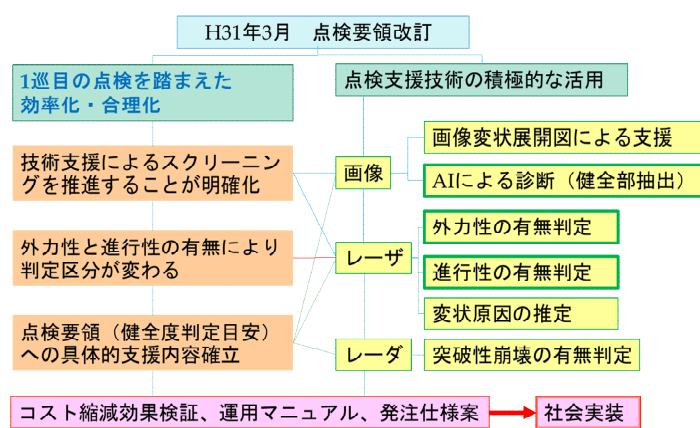 H31年3月　点検要領改訂
1巡目の点検を踏まえた
効率化・合理化
点検支援技術の積極的な活用
技術支援によるスクリーニン
グを推進することが明確化
外力性と進行性の有無により
判定区分が変わる
点検要領（健全度判定目安）
への具体的支援内容確立
画像
レーザ
レーダ
画像変状展開図による支援
AIによる診断（健全部抽出）
外力性の有無判定
進行性の有無判定
変状原因の推定
突破性崩壊の有無判定
コスト縮減効果検証、運用マニュアル、発注仕様案
社会実装